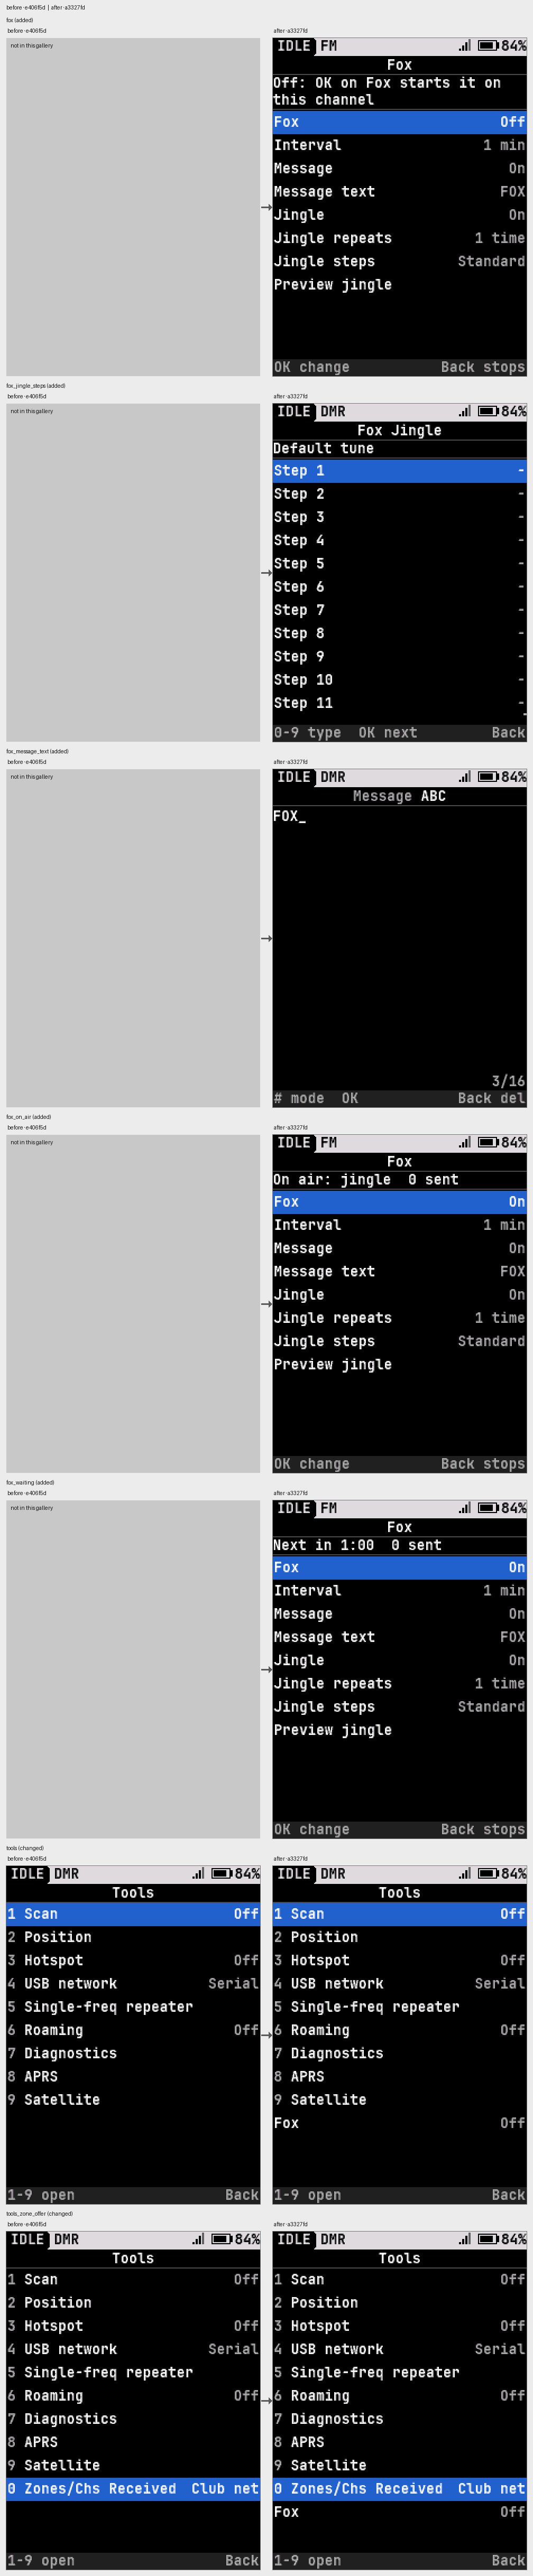 before · e406f5d | after · a3327fd
fox (added)
before · e406f5d
after · a3327fd
not in this gallery
IDLE FM 84%
Fox
Off: OK on Fox starts it on
this channel
Fox Off
Interval 1 min
Message On
Message text FOX
Jingle On
Jingle repeats 1 time
Jingle steps Standard
Preview jingle
OK change Back stops
→
fox_jingle_steps (added)
before · e406f5d
after · a3327fd
not in this gallery
IDLE DMR 84%
Fox Jingle
Default tune
Step 1 -
Step 2 -
Step 3 -
Step 4 -
Step 5 -
Step 6 -
Step 7 -
Step 8 -
Step 9 -
Step 10 -
Step 11 -
0-9 type OK next Back
→
fox_message_text (added)
before · e406f5d
after · a3327fd
not in this gallery
IDLE DMR 84%
Message ABC
FOX_
3/16
# mode OK Back del
→
fox_on_air (added)
before · e406f5d
after · a3327fd
not in this gallery
IDLE FM 84%
Fox
On air: jingle 0 sent
Fox On
Interval 1 min
Message On
Message text FOX
Jingle On
Jingle repeats 1 time
Jingle steps Standard
Preview jingle
OK change Back stops
→
fox_waiting (added)
before · e406f5d
after · a3327fd
not in this gallery
IDLE FM 84%
Fox
Next in 1:00 0 sent
Fox On
Interval 1 min
Message On
Message text FOX
Jingle On
Jingle repeats 1 time
Jingle steps Standard
Preview jingle
OK change Back stops
→
tools (changed)
before · e406f5d
IDLE DMR 84%
Tools
1 Scan Off
2 Position
3 Hotspot Off
4 USB network Serial
5 Single-freq repeater
6 Roaming Off
7 Diagnostics
8 APRS
9 Satellite
1-9 open Back
→
after · a3327fd
IDLE DMR 84%
Tools
1 Scan Off
2 Position
3 Hotspot Off
4 USB network Serial
5 Single-freq repeater
6 Roaming Off
7 Diagnostics
8 APRS
9 Satellite
Fox Off
1-9 open Back
tools_zone_offer (changed)
before · e406f5d
IDLE DMR 84%
Tools
1 Scan Off
2 Position
3 Hotspot Off
4 USB network Serial
5 Single-freq repeater
6 Roaming Off
7 Diagnostics
8 APRS
9 Satellite
0 Zones/Chs Received Club net
1-9 open Back
→
after · a3327fd
IDLE DMR 84%
Tools
1 Scan Off
2 Position
3 Hotspot Off
4 USB network Serial
5 Single-freq repeater
6 Roaming Off
7 Diagnostics
8 APRS
9 Satellite
0 Zones/Chs Received Club net
Fox Off
1-9 open Back